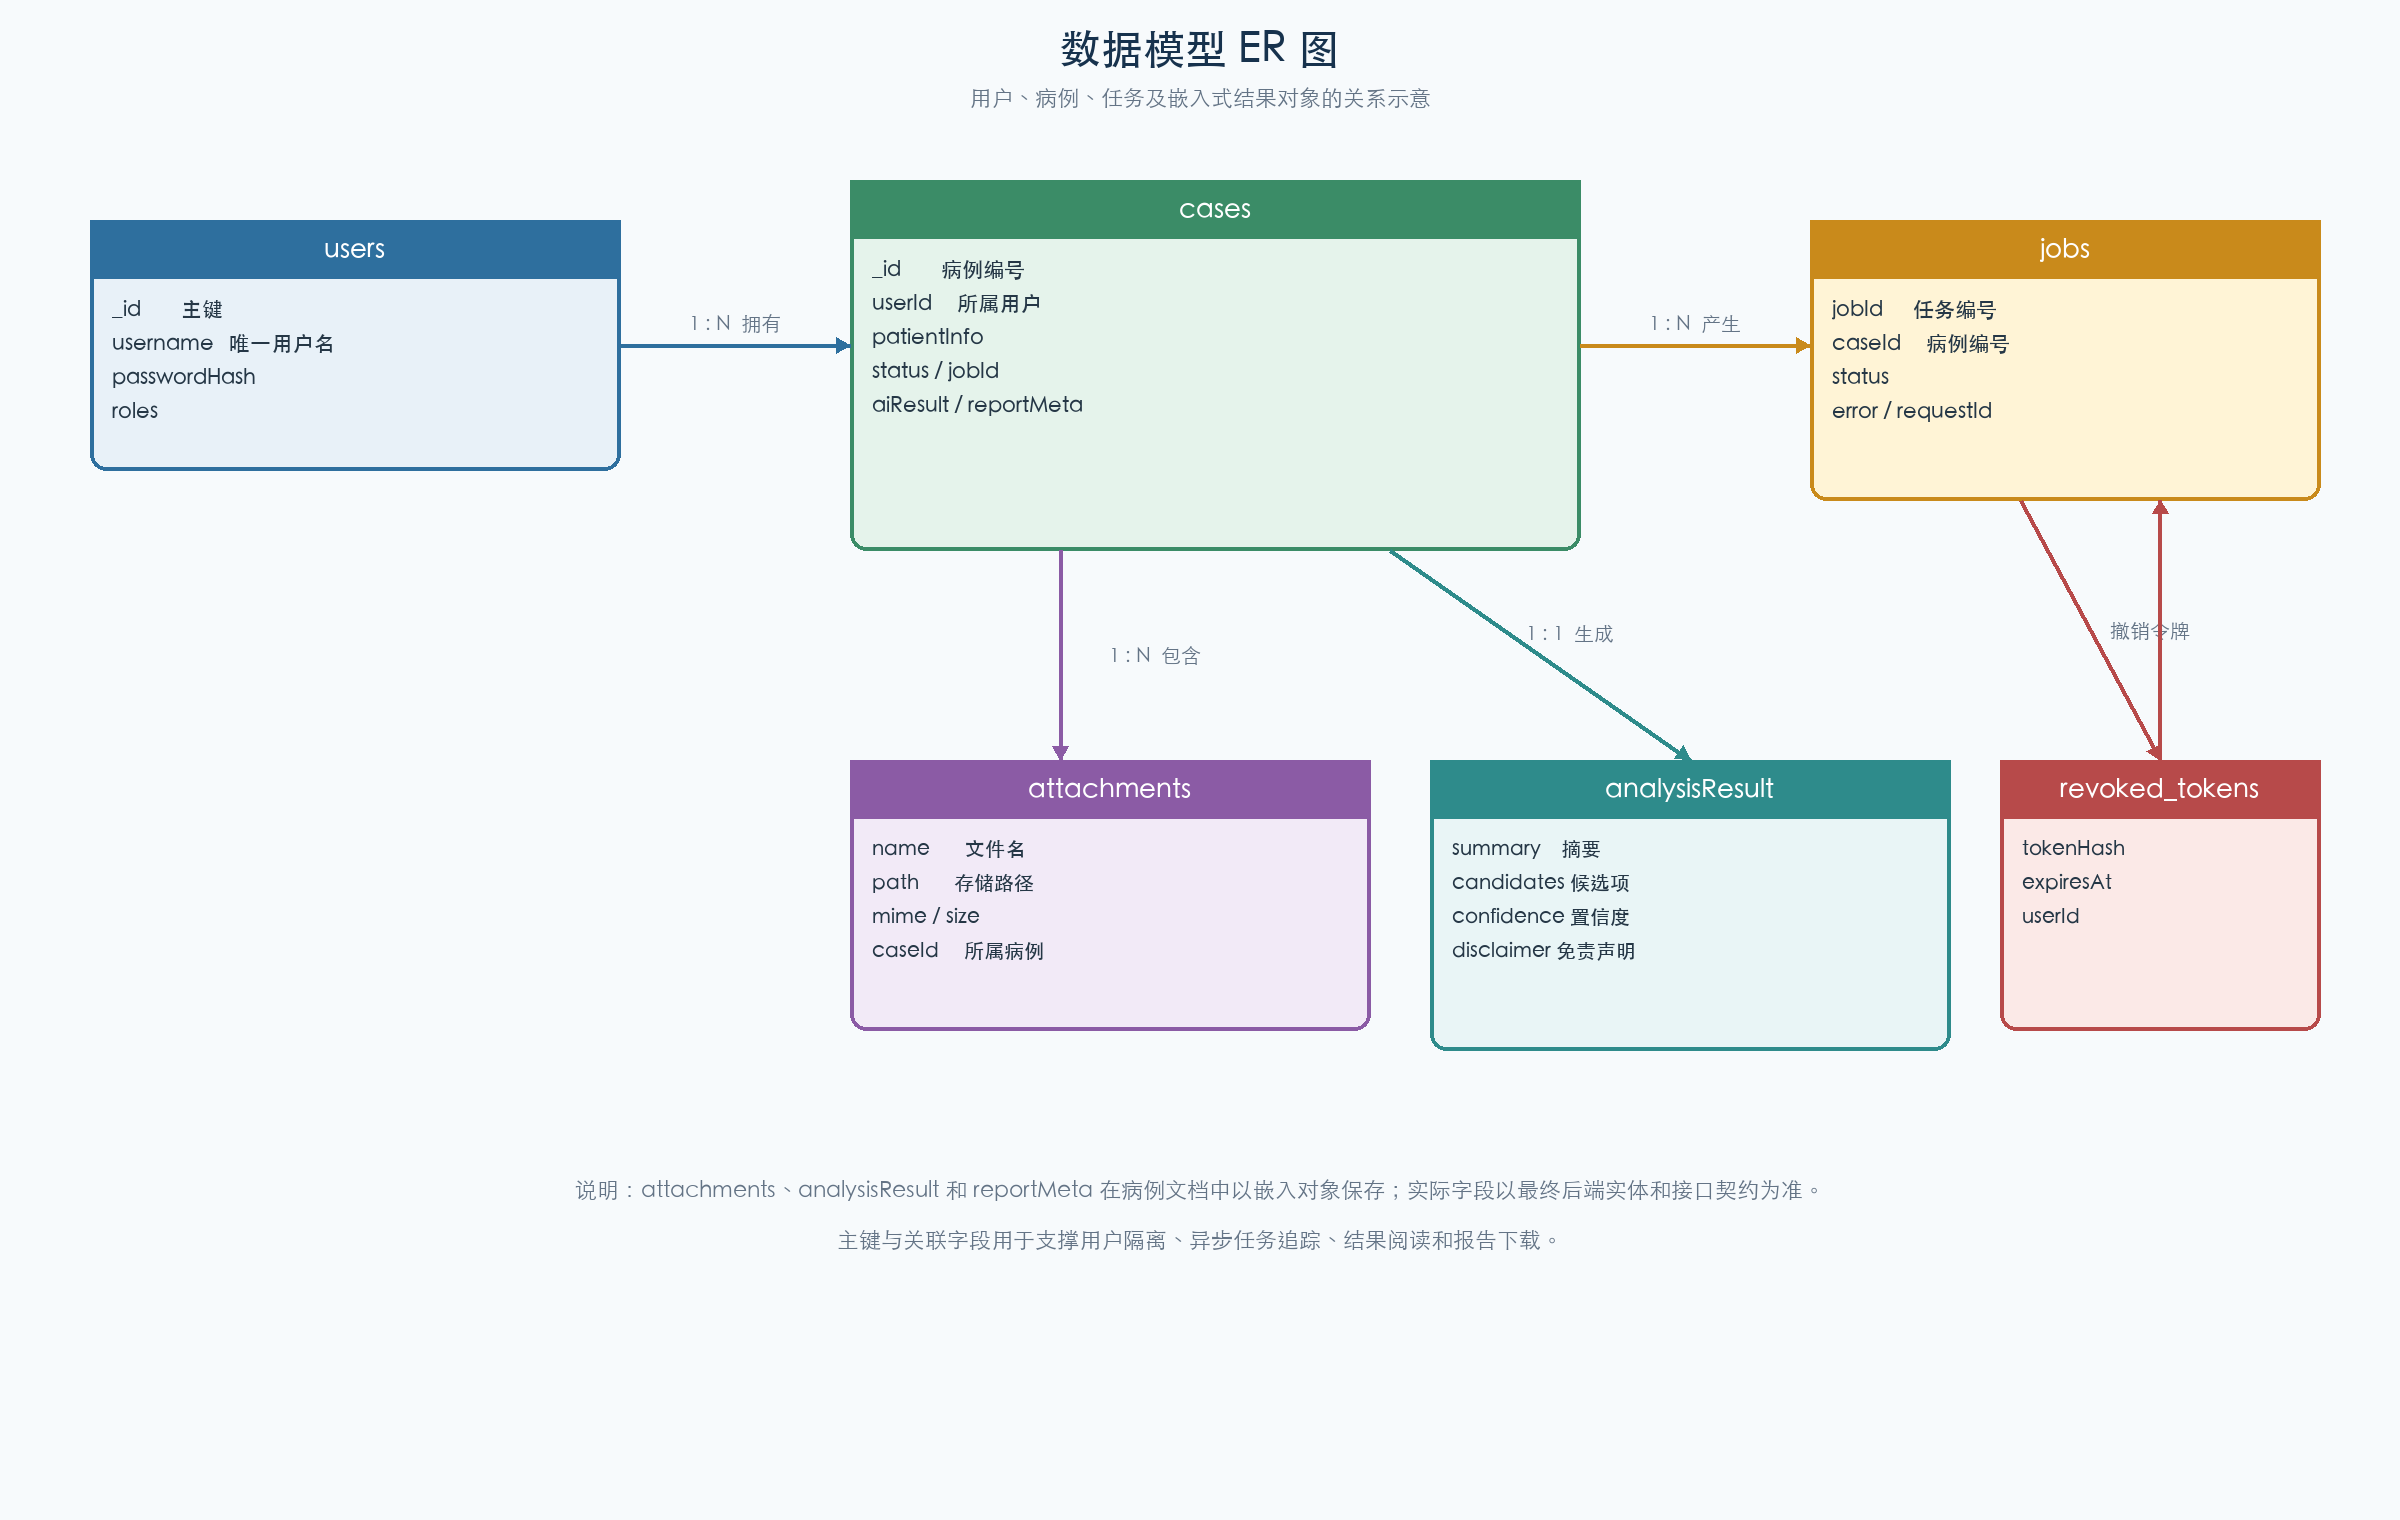 数据模型 ER 图
用户、病例、任务及嵌入式结果对象的关系示意
users
_id 主键
username 唯一用户名
passwordHash
roles
1 : N 拥有
cases
_id 病例编号
userId 所属用户
patientInfo
status / jobId
aiResult / reportMeta
1 : N 产生
jobs
jobId 任务编号
caseId 病例编号
status
error / requestId
1 : N 包含
1 : 1 生成
撤销令牌
attachments
name 文件名
path 存储路径
mime / size
caseId 所属病例
analysisResult
summary 摘要
candidates 候选项
confidence 置信度
disclaimer 免责声明
revoked_tokens
tokenHash
expiresAt
userId
说明：attachments、analysisResult 和 reportMeta 在病例文档中以嵌入对象保存；实际字段以最终后端实体和接口契约为准。
主键与关联字段用于支撑用户隔离、异步任务追踪、结果阅读和报告下载。